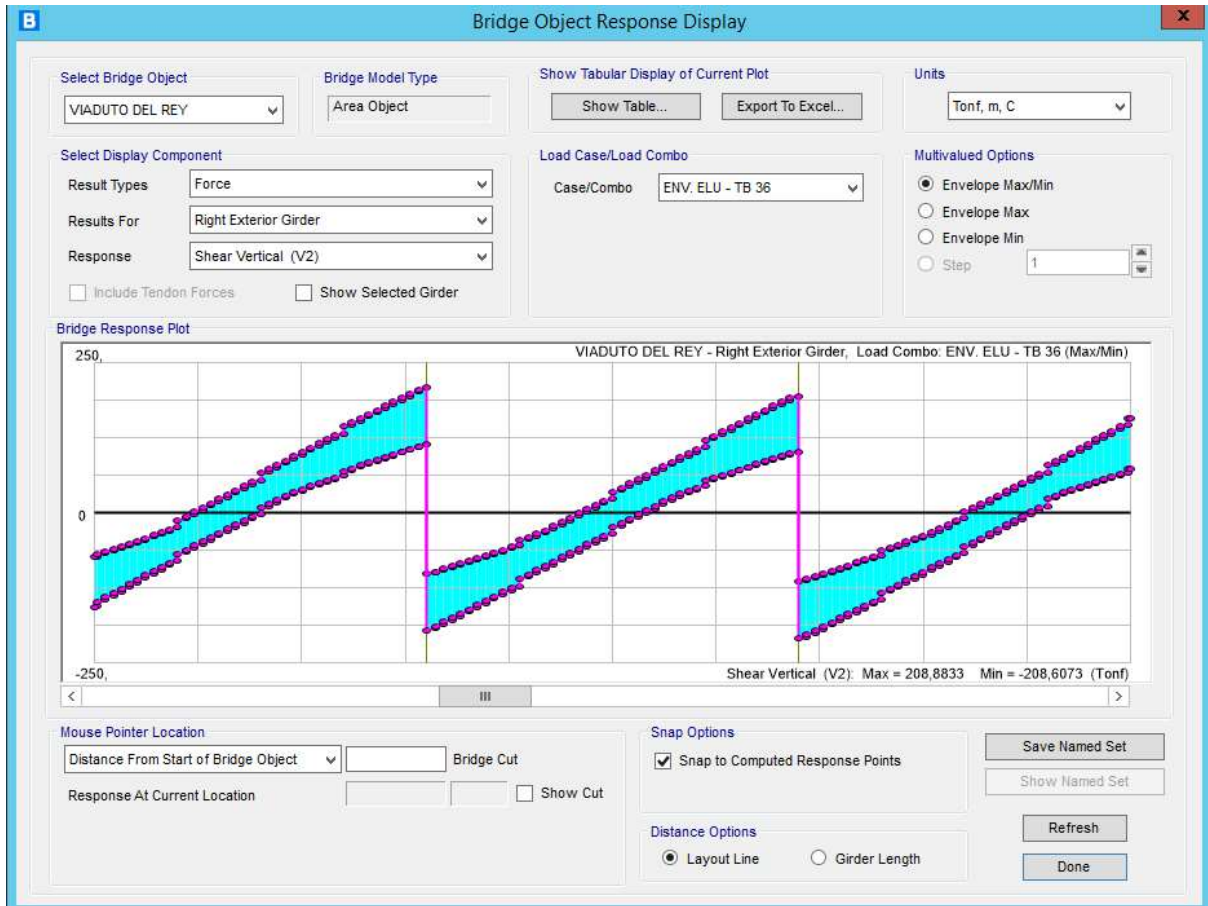 B
Bridge Object Response Display
x
Select Bridge Object
VIADUTO DEL REY
Bridge Model Type
Area Object
Show Tabular Display of Current Plot
Show Table...
Export To Excel...
Units
Tonf, m, C
Select Display Component
Result Types
Force
Results For
Right Exterior Girder
Response
Shear Vertical (V2)
Include Tendon Forces
Show Selected Girder
Load Case/Load Combo
Case/Combo
ENV. ELU - TB 36
Multivalued Options
Envelope Max/Min
Envelope Max
Envelope Min
Step
1
Bridge Response Plot
250,
VIADUTO DEL REY - Right Exterior Girder, Load Combo: ENV. ELU - TB 36 (Max/Min)
0
-250,
Shear Vertical (V2): Max = 208,8833 Min = -208,6073 (Tonf)
Mouse Pointer Location
Distance From Start of Bridge Object
Bridge Cut
Response At Current Location
Show Cut
Snap Options
Snap to Computed Response Points
Distance Options
Layout Line
Girder Length
Save Named Set
Show Named Set
Refresh
Done